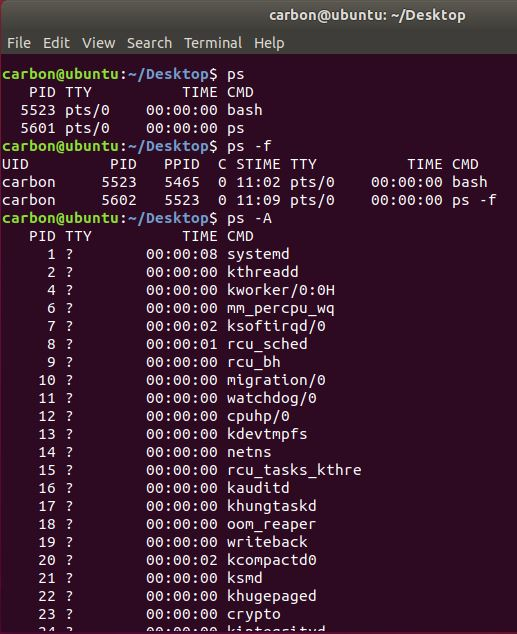 carbon@ubuntu: ~/Desktop
File Edit View Search Terminal Help
carbon@ubuntu:~/Desktop$ ps
PID TTY TIME CMD
5523 pts/0 00:00:00 bash
5601 pts/0 00:00:00 ps
carbon@ubuntu:~/Desktop$ ps -f
UID PID PPID C STIME TTY TIME CMD
carbon 5523 5465 0 11:02 pts/0 00:00:00 bash
carbon 5602 5523 0 11:09 pts/0 00:00:00 ps -f
carbon@ubuntu:~/Desktop$ ps -A
PID TTY TIME CMD
1 ? 00:00:08 systemd
2 ? 00:00:00 kthreadd
4 ? 00:00:00 kworker/0:0H
6 ? 00:00:00 mm_percpu_wq
7 ? 00:00:02 ksoftirqd/0
8 ? 00:00:01 rcu_sched
9 ? 00:00:00 rcu_bh
10 ? 00:00:00 migration/0
11 ? 00:00:00 watchdog/0
12 ? 00:00:00 cpuhp/0
13 ? 00:00:00 kdevtmpfs
14 ? 00:00:00 netns
15 ? 00:00:00 rcu_tasks_kthre
16 ? 00:00:00 kauditd
17 ? 00:00:00 khungtaskd
18 ? 00:00:00 oom_reaper
19 ? 00:00:00 writeback
20 ? 00:00:02 kcompactd0
21 ? 00:00:00 ksmd
22 ? 00:00:00 khugepaged
23 ? 00:00:00 crypto
24 ? 00:00:00 kintegrityd